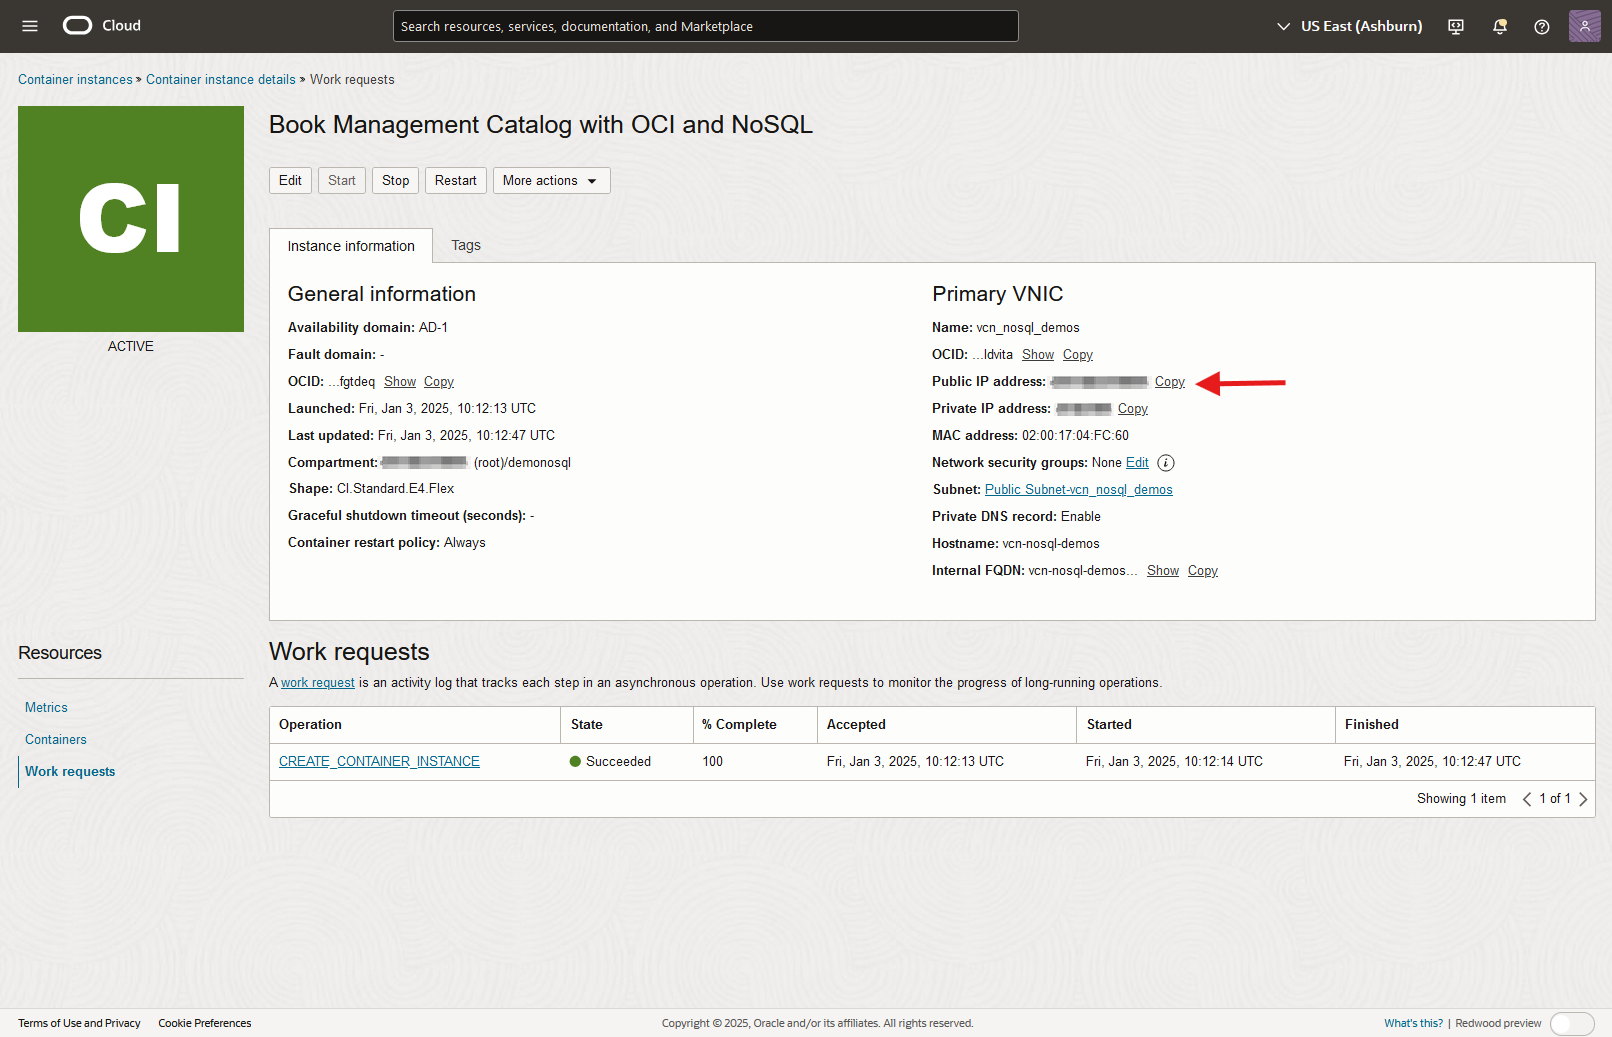 Cloud
Search resources, services, documentation, and Marketplace
US East (Ashburn)
Container instances » Container instance details » Work requests
CI
ACTIVE
Book Management Catalog with OCI and NoSQL
Edit Start Stop Restart More actions
Instance information Tags
General information
Availability domain: AD-1
Fault domain: -
OCID: ...fgtdeq Show Copy
Launched: Fri, Jan 3, 2025, 10:12:13 UTC
Last updated: Fri, Jan 3, 2025, 10:12:47 UTC
Compartment: (root)/demonosql
Shape: CI.Standard.E4.Flex
Graceful shutdown timeout (seconds): -
Container restart policy: Always
Primary VNIC
Name: vcn_nosql_demos
OCID: ...ldvita Show Copy
Public IP address: Copy
Private IP address: Copy
MAC address: 02:00:17:04:FC:60
Network security groups: None Edit i
Subnet: Public Subnet-vcn_nosql_demos
Private DNS record: Enable
Hostname: vcn-nosql-demos
Internal FQDN: vcn-nosql-demos... Show Copy
Resources
Metrics
Containers
Work requests
Work requests
A work request is an activity log that tracks each step in an asynchronous operation. Use work requests to monitor the progress of long-running operations.
Operation State % Complete Accepted Started Finished
CREATE_CONTAINER_INSTANCE Succeeded 100 Fri, Jan 3, 2025, 10:12:13 UTC Fri, Jan 3, 2025, 10:12:14 UTC Fri, Jan 3, 2025, 10:12:47 UTC
Showing 1 item 1 of 1
Terms of Use and Privacy Cookie Preferences Copyright © 2025, Oracle and/or its affiliates. All rights reserved. What's this? | Redwood preview